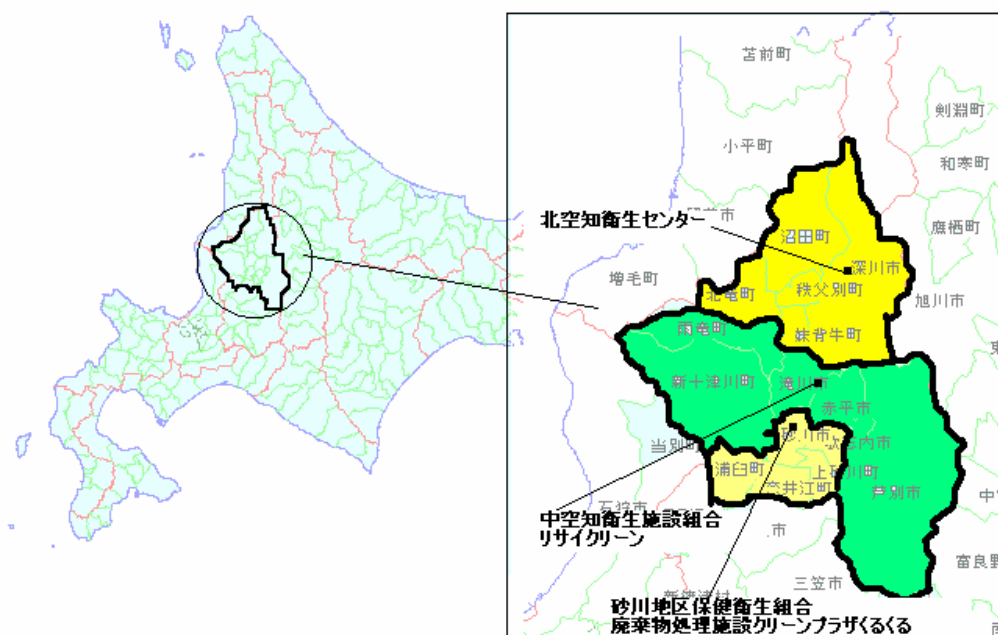 苫前町
剣淵町
小平町
和寒町
北空知衛生センター
沼田町
鷹栖町
深川市
増毛町
秩父別町
北竜町
旭川市
雨竜町
妹背牛町
新十津川町
滝川市
赤平市
砂川市
当別町
浦臼町
上砂川町
奈井江町
芦別市
石狩市
中空知衛生施設組合
リサイクリーン
市
富良野
三笠市
新篠津村
砂川地区保健衛生組合
廃棄物処理施設クリーンプラザくるくる